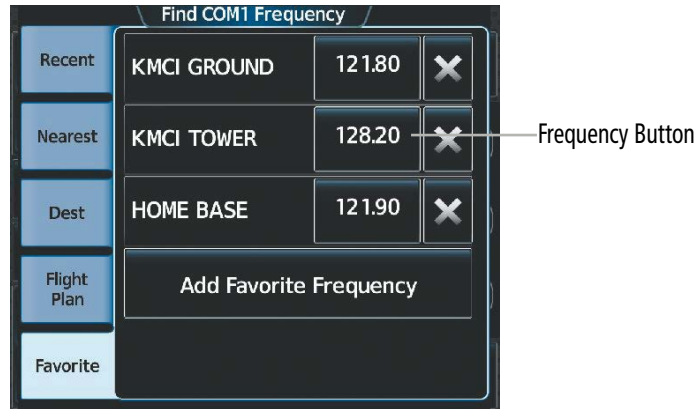 Find COM1 Frequency
Recent
KMCI GROUND 121.80
Nearest
KMCI TOWER 128.20 Frequency Button
Dest
HOME BASE 121.90
Flight
Plan
Add Favorite Frequency
Favorite